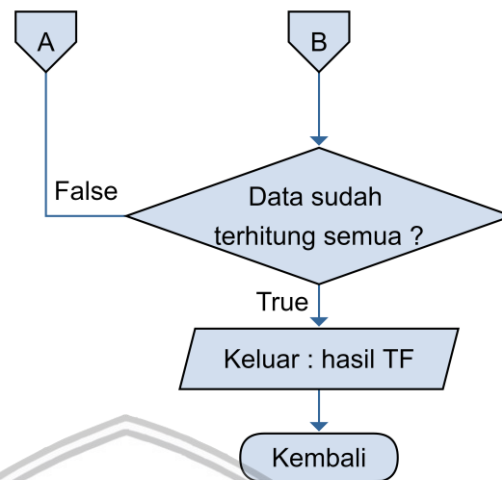 A
B
False
Data sudah
terhitung semua ?
True
Keluar : hasil TF
Kembali